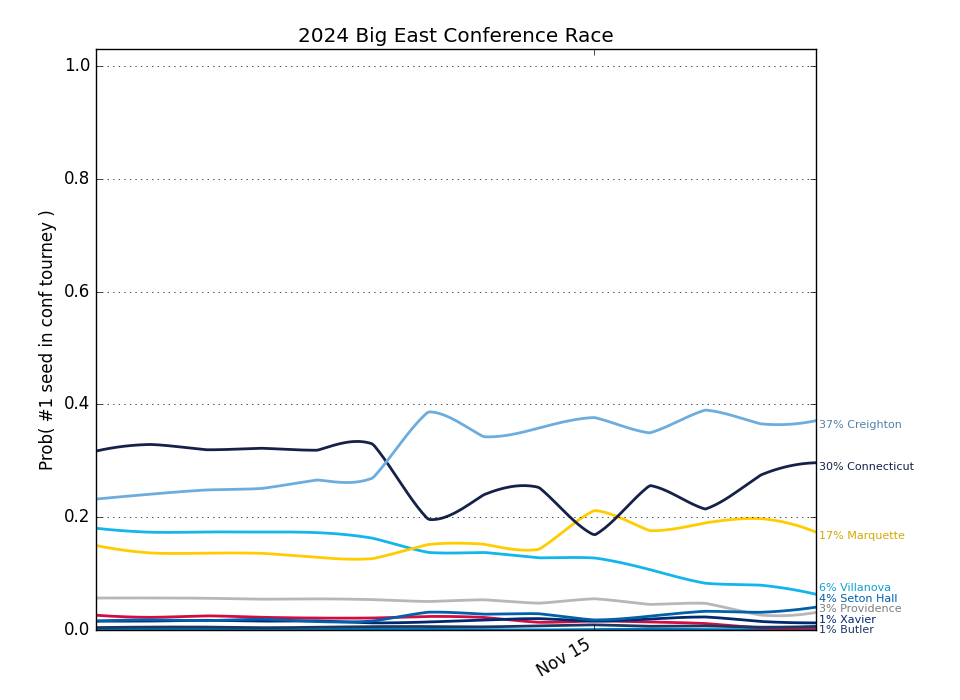 2024 Big East Conference Race
Prob( #1 seed in conf tourney )
1.0
0.8
0.6
0.4
0.2
0.0
Nov 15
37% Creighton
30% Connecticut
17% Marquette
6% Villanova
4% Seton Hall
3% Providence
1% Xavier
1% Butler